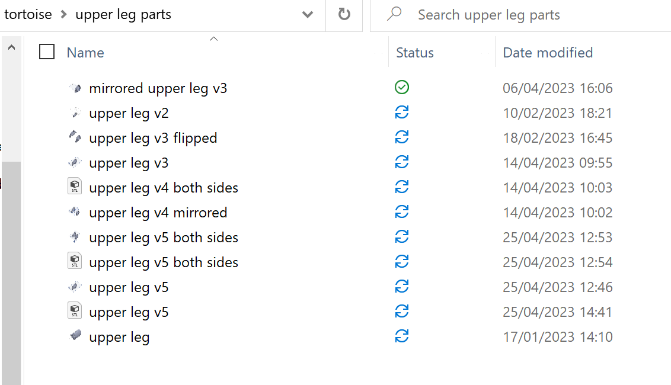 tortoise > upper leg parts Search upper leg parts
Name Status Date modified
mirrored upper leg v3 06/04/2023 16:06
upper leg v2 10/02/2023 18:21
upper leg v3 flipped 18/02/2023 16:45
upper leg v3 14/04/2023 09:55
upper leg v4 both sides 14/04/2023 10:03
upper leg v4 mirrored 14/04/2023 10:02
upper leg v5 both sides 25/04/2023 12:53
upper leg v5 both sides 25/04/2023 12:54
upper leg v5 25/04/2023 12:46
upper leg v5 25/04/2023 14:41
upper leg 17/01/2023 14:10